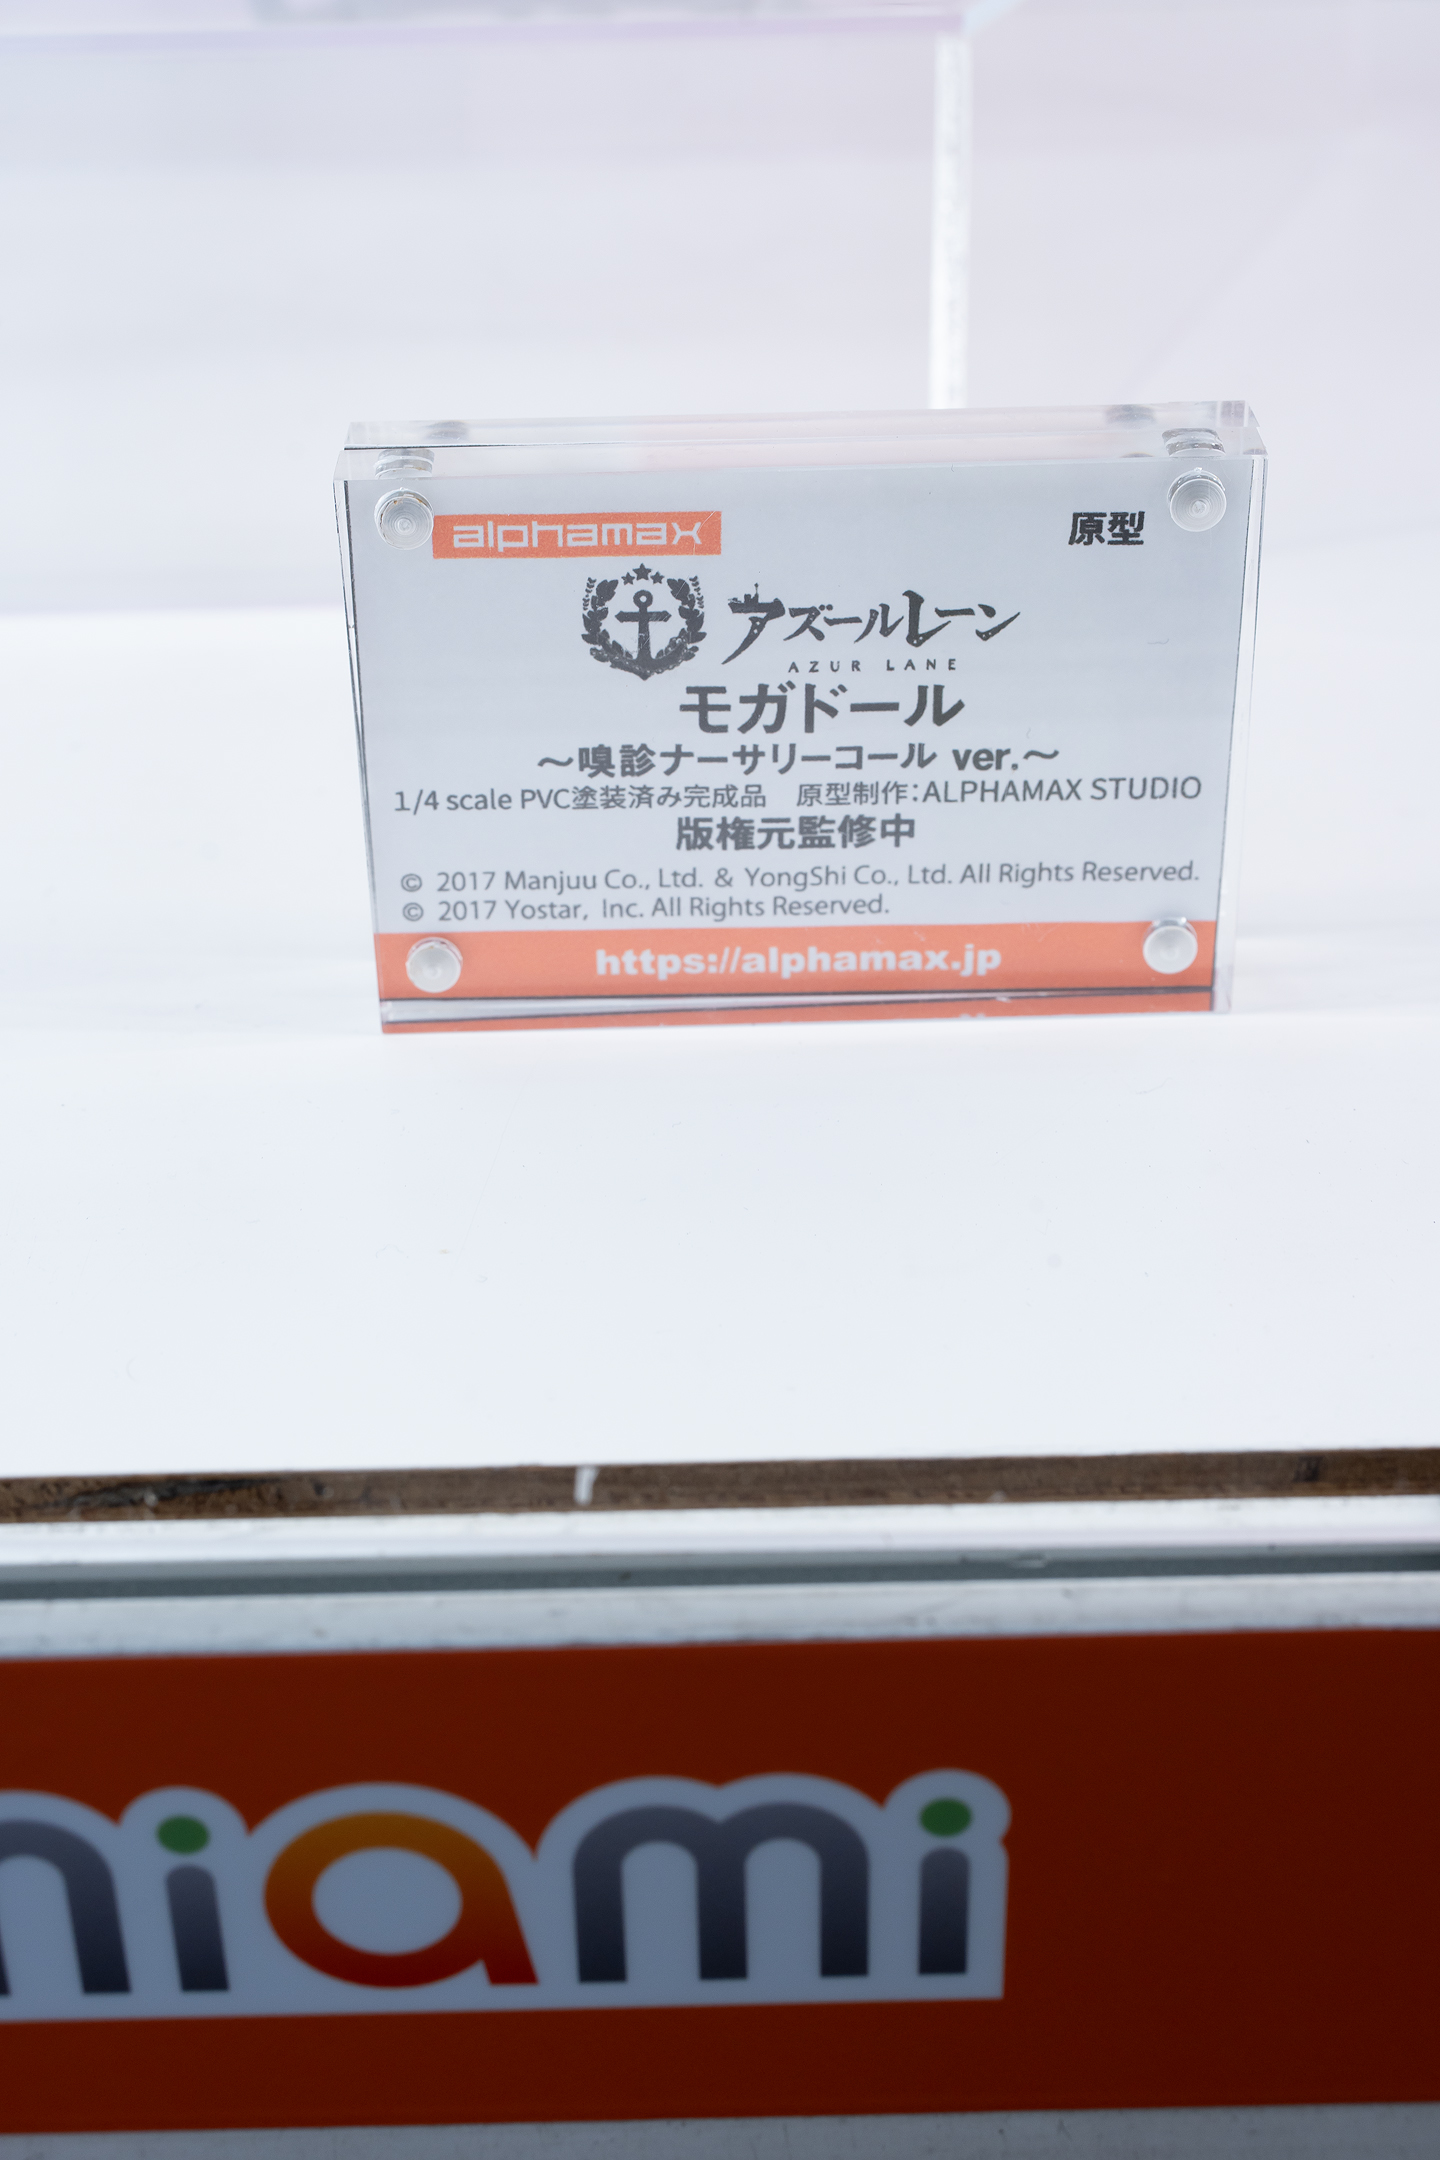 alphamax 原型
アズールレーン
AZUR LANE
モガドール
～嗅診ナーサリーコール ver.～
1/4 scale PVC塗装済み完成品　原型制作：ALPHAMAX STUDIO
版権元監修中
© 2017 Manjuu Co., Ltd. & YongShi Co., Ltd. All Rights Reserved.
© 2017 Yostar, Inc. All Rights Reserved.
https://alphamax.jp
miami